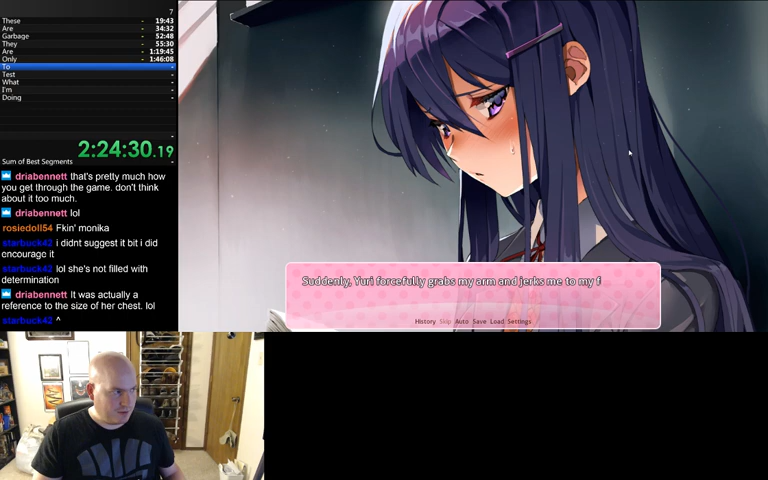 7
These - 19:43
Are - 34:32
Garbage - 52:48
They - 55:30
Are - 1:19:45
Only - 1:46:08
To -
Test -
What -
I'm -
Doing -
-
2:24:30.19
Sum of Best Segments -
driabennett that's pretty much how
you get through the game. don't think
about it too much.
driabennett lol
rosiedoll54 Fkin' monika
starbuck42 i didnt suggest it bit i did
encourage it
starbuck42 lol she's not filled with
determination
driabennett It was actually a
reference to the size of her chest. lol
starbuck42 ^
Suddenly, Yuri forcefully grabs my arm and jerks me to my f
History Skip Auto Save Load Settings